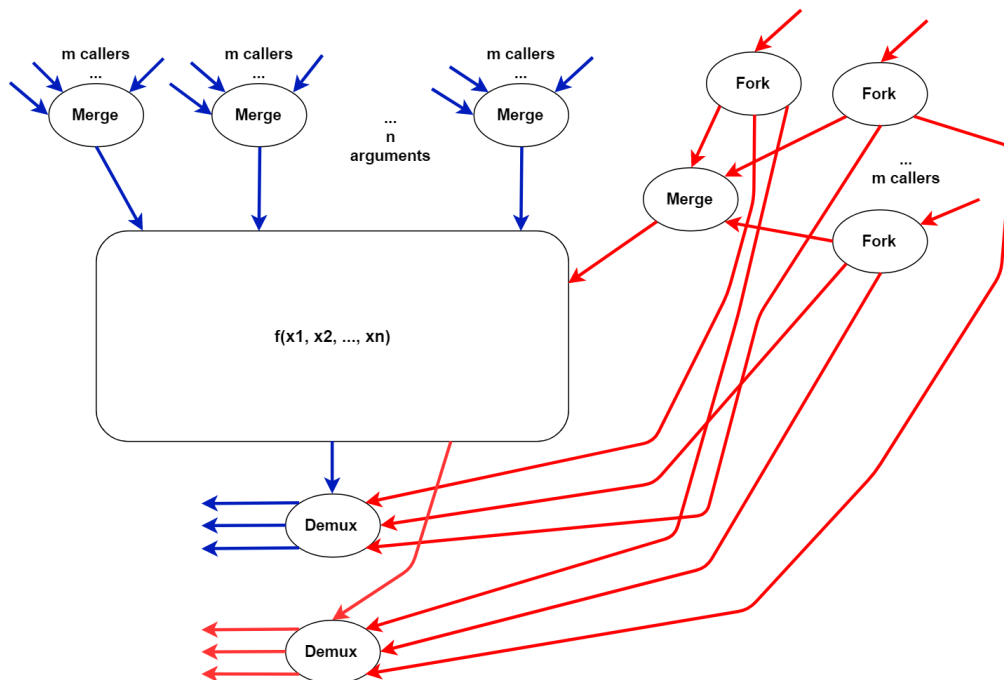 m callers
...
Merge
m callers
...
Merge
...
n
arguments
m callers
...
Merge
Fork
Fork
Merge
...
m callers
Fork
f(x1, x2, ..., xn)
Demux
Demux